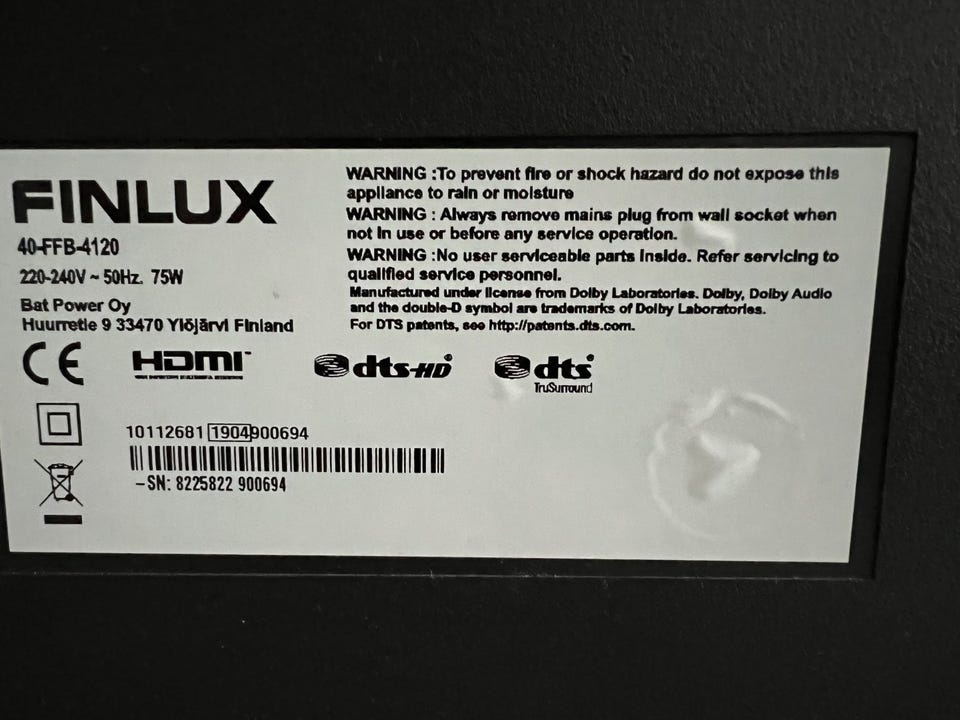 FINLUX
40-FFB-4120
220-240V ~ 50Hz. 75W
Bat Power Oy
Huurretie 9 33470 Ylöjärvi Finland
WARNING :To prevent fire or shock hazard do not expose this
appliance to rain or moisture
WARNING : Always remove mains plug from wall socket when
not in use or before any service operation.
WARNING :No user serviceable parts inside. Refer servicing to
qualified service personnel.
Manufactured under license from Dolby Laboratories. Dolby, Dolby Audio
and the double-D symbol are trademarks of Dolby Laboratories.
For DTS patents, see http://patents.dts.com.
CE HDMI dts-HD dts
TruSurround
10112681 1904 900694
-SN: 8225822 900694